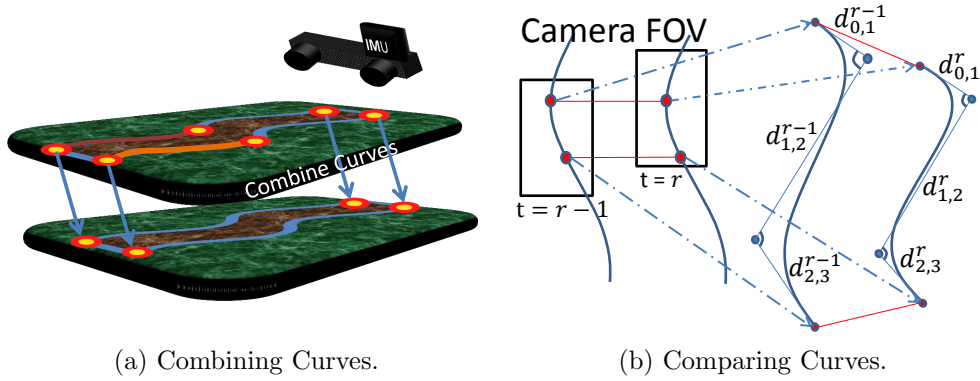 IMU
Combine Curves
(a) Combining Curves.
Camera FOV
t = r − 1
t = r
d_{0,1}^{r−1}
d_{0,1}^{r}
d_{1,2}^{r−1}
d_{1,2}^{r}
d_{2,3}^{r−1}
d_{2,3}^{r}
(b) Comparing Curves.